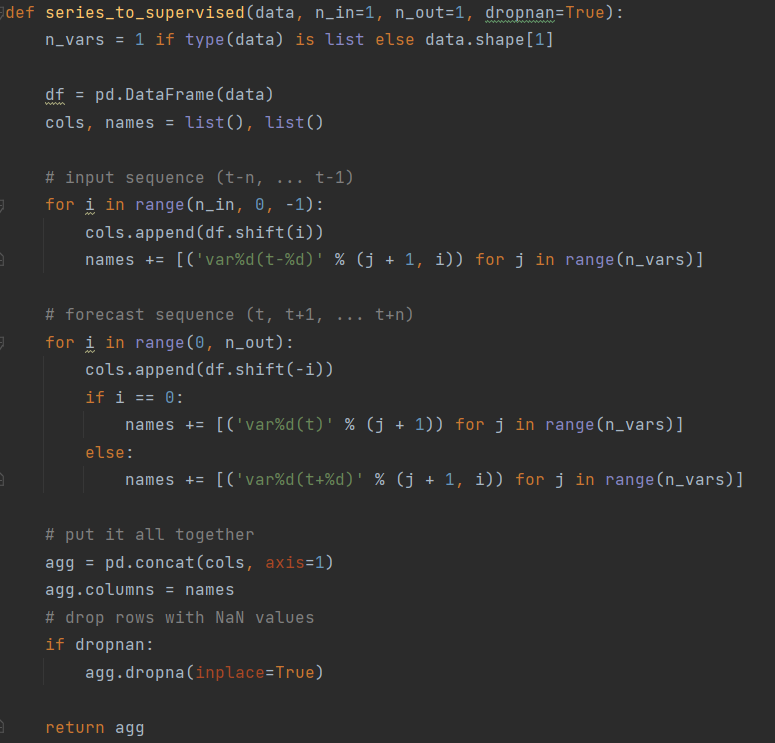 def series_to_supervised(data, n_in=1, n_out=1, dropnan=True):
    n_vars = 1 if type(data) is list else data.shape[1]

    df = pd.DataFrame(data)
    cols, names = list(), list()

    # input sequence (t-n, ... t-1)
    for i in range(n_in, 0, -1):
        cols.append(df.shift(i))
        names += [('var%d(t-%d)' % (j + 1, i)) for j in range(n_vars)]

    # forecast sequence (t, t+1, ... t+n)
    for i in range(0, n_out):
        cols.append(df.shift(-i))
        if i == 0:
            names += [('var%d(t)' % (j + 1)) for j in range(n_vars)]
        else:
            names += [('var%d(t+%d)' % (j + 1, i)) for j in range(n_vars)]

    # put it all together
    agg = pd.concat(cols, axis=1)
    agg.columns = names
    # drop rows with NaN values
    if dropnan:
        agg.dropna(inplace=True)

    return agg